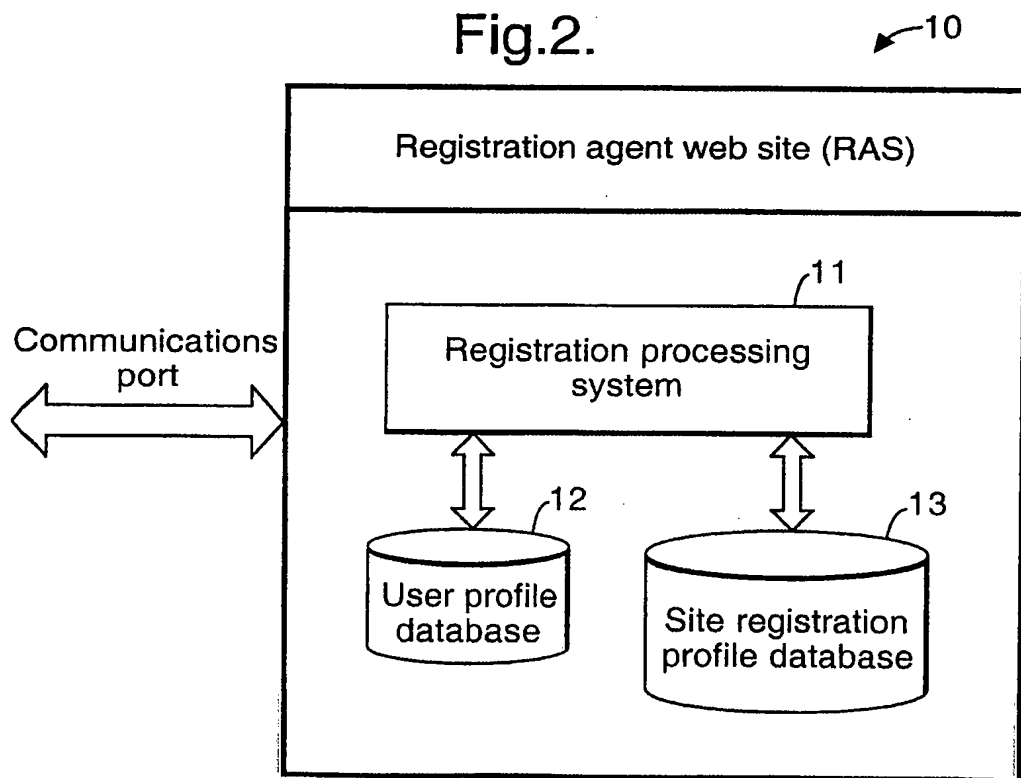 Fig.2.
10
Registration agent web site (RAS)
11
Communications
port
Registration processing
system
12
13
User profile
database
Site registration
profile database